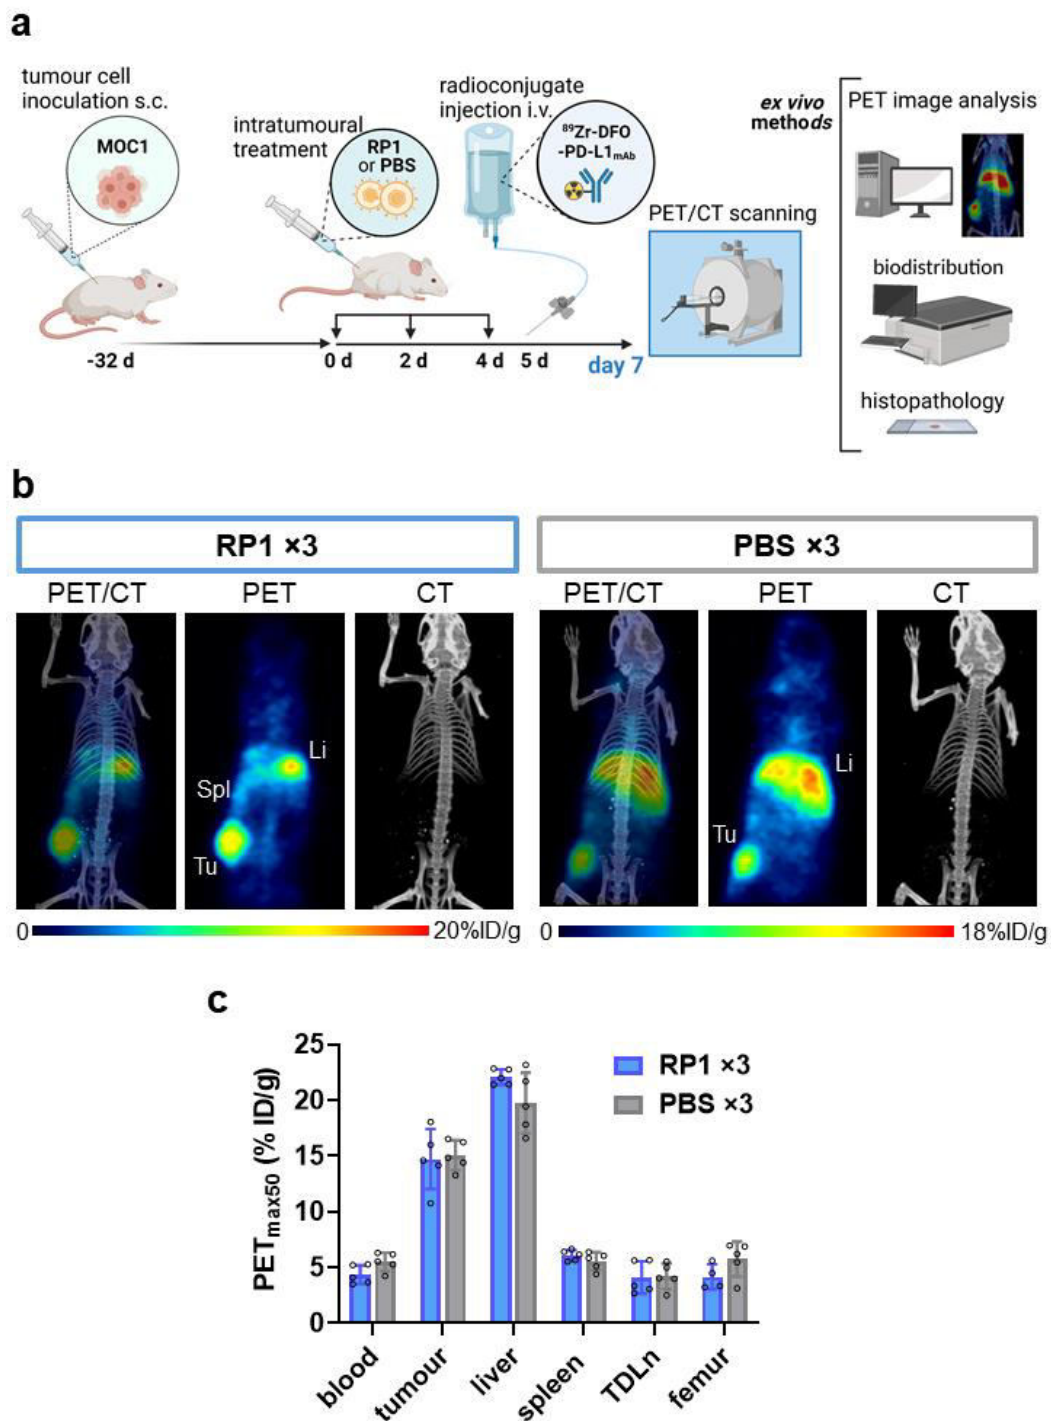 a
tumour cell
inoculation s.c.
MOC1
intratumoural
treatment
RP1
or PBS
radioconjugate
injection i.v.
⁸⁹Zr-DFO
-PD-L1mAb
PET/CT scanning
ex vivo
methods
PET image analysis
biodistribution
histopathology
-32 d
0 d
2 d
4 d
5 d
day 7
b
RP1 ×3
PBS ×3
PET/CT
PET
CT
PET/CT
PET
CT
Li
Spl
Tu
Li
Tu
0
20%ID/g
0
18%ID/g
c
PETmax50 (% ID/g)
25
20
15
10
5
0
RP1 ×3
PBS ×3
blood
tumour
liver
spleen
TDLn
femur